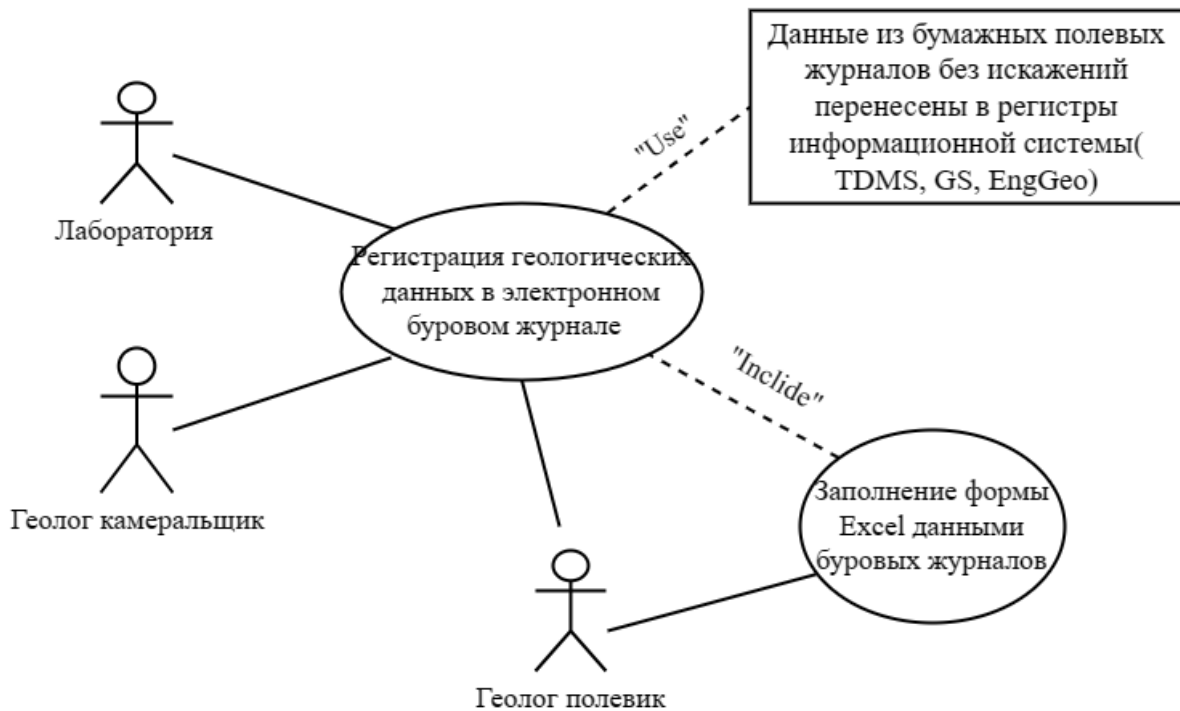 Данные из бумажных полевых
журналов без искажений
перенесены в регистры
информационной системы(
TDMS, GS, EngGeo)
"Use"
Лаборатория
Регистрация геологических
данных в электронном
буровом журнале
"Inclide"
Геолог камеральщик
Заполнение формы
Excel данными
буровых журналов
Геолог полевик